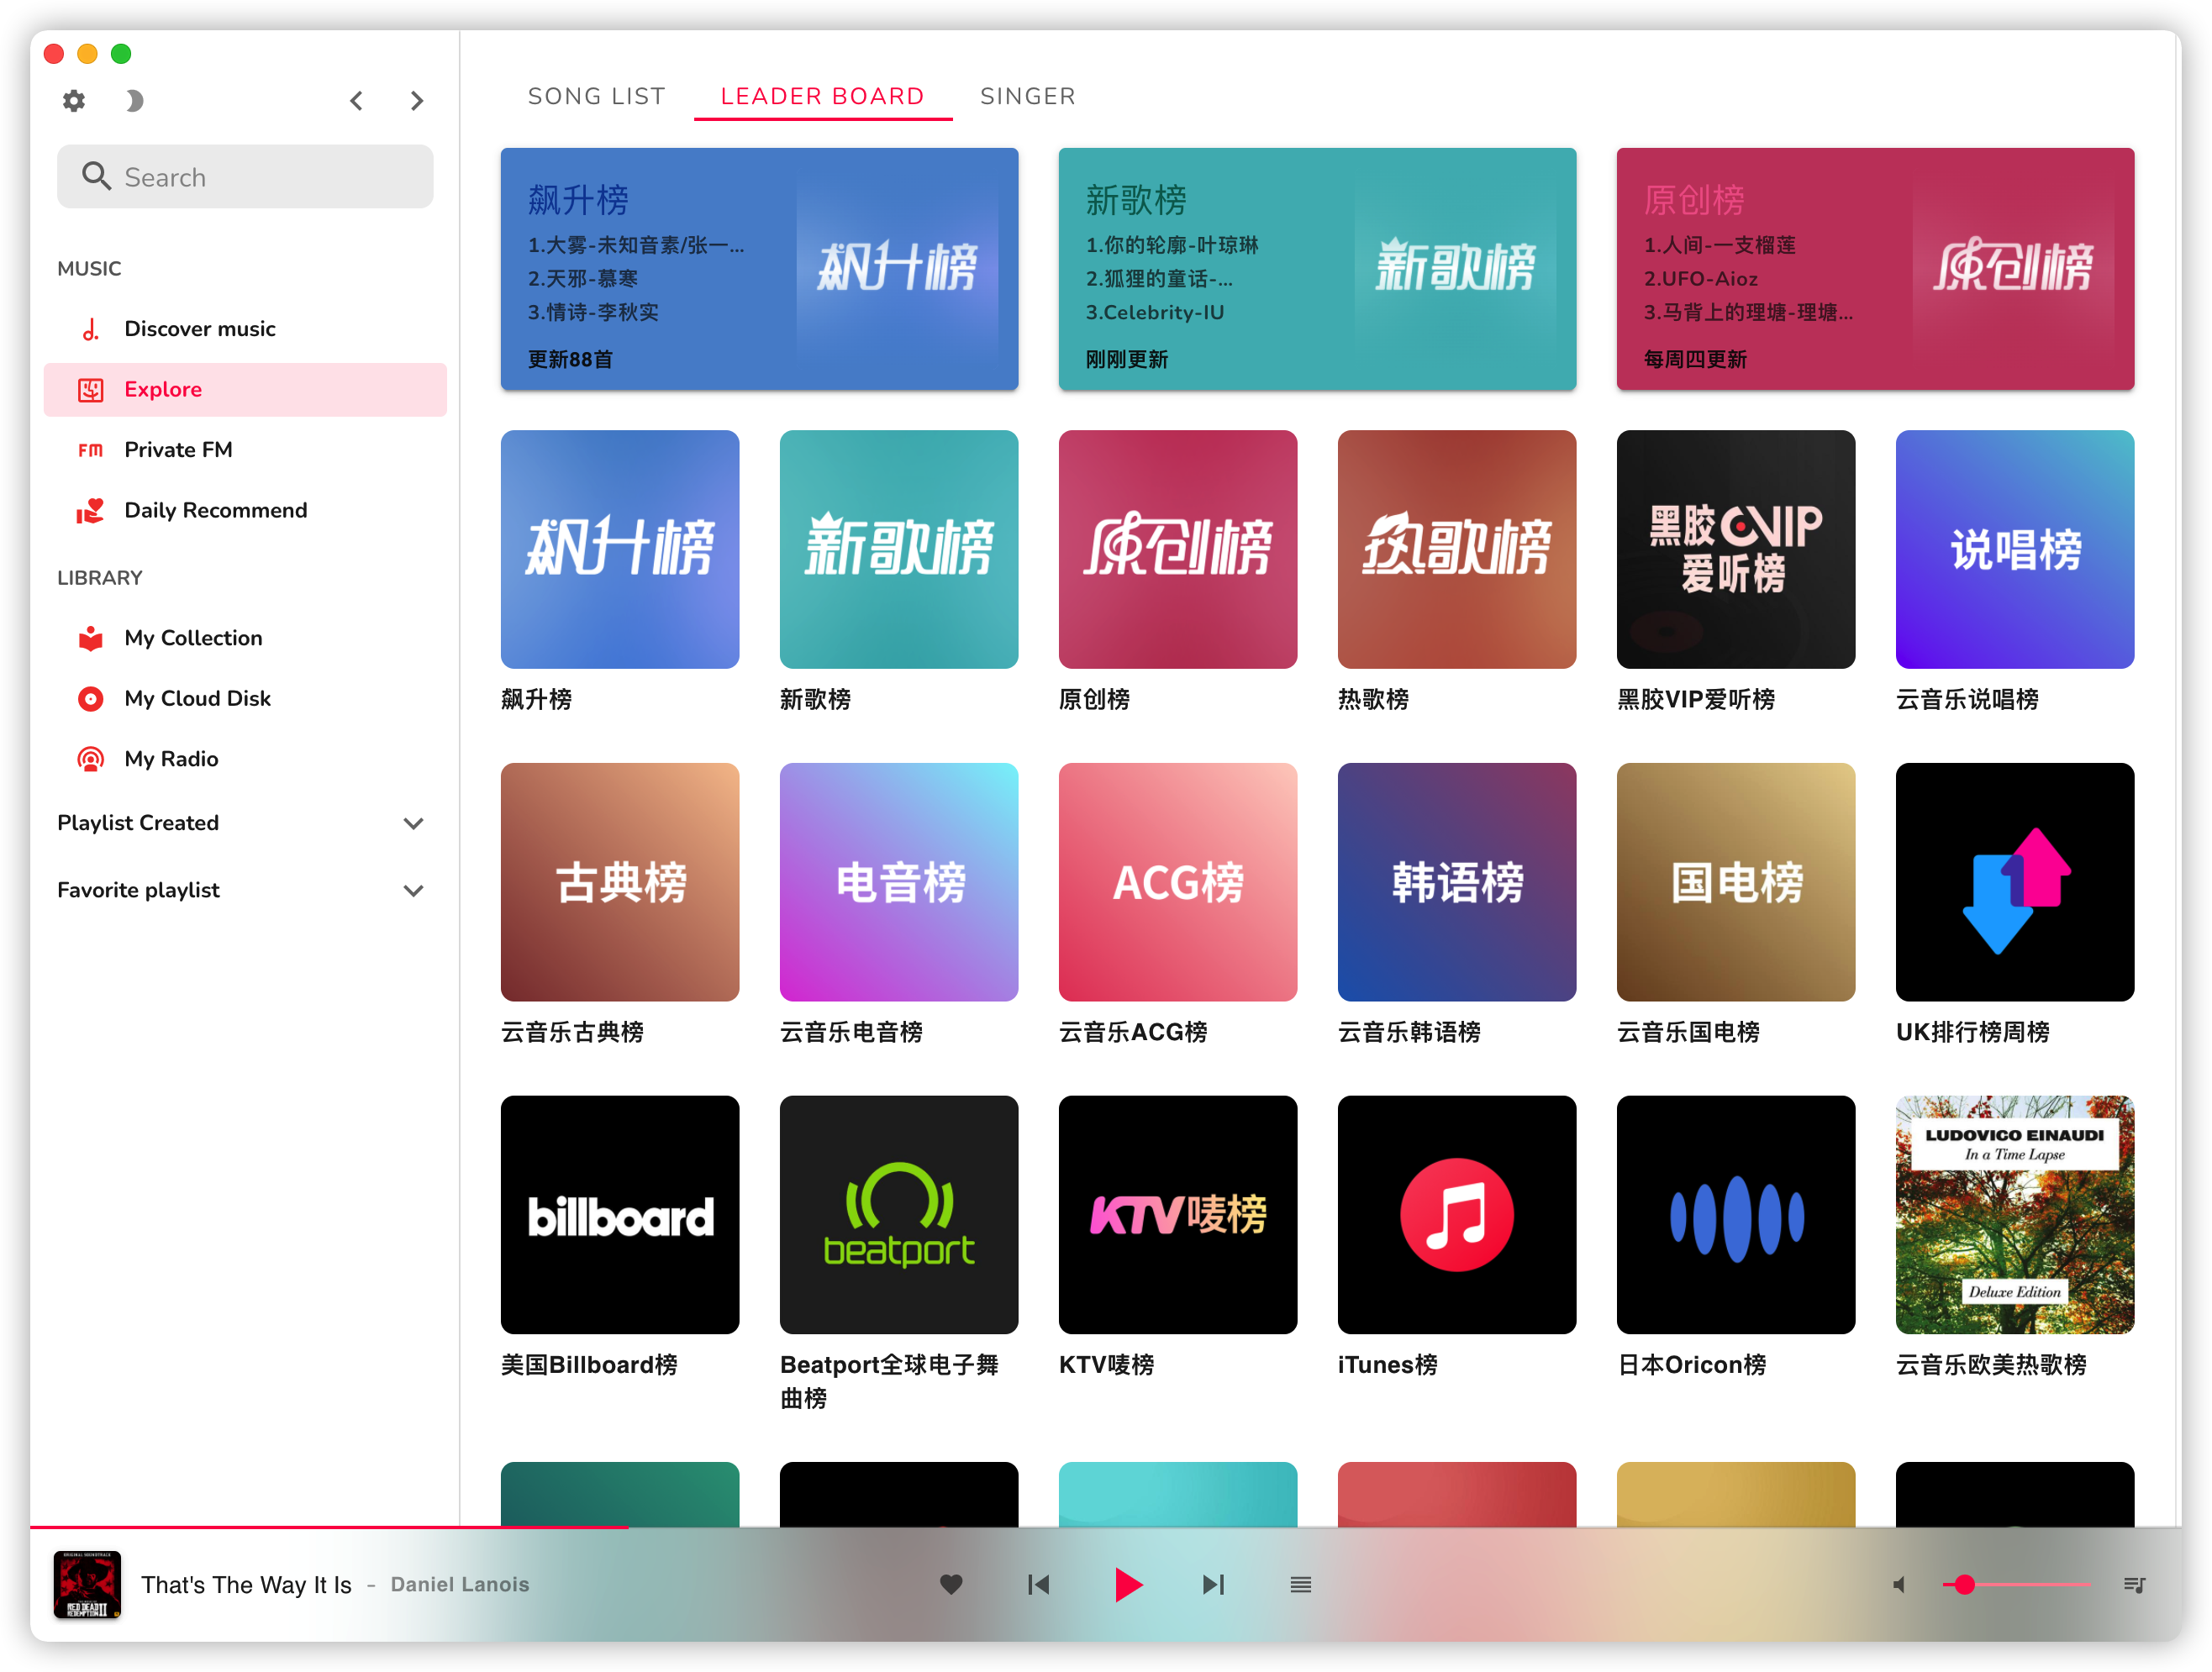 SONG LIST
LEADER BOARD
SINGER
Search
MUSIC
Discover music
Explore
FM
Private FM
Daily Recommend
LIBRARY
My Collection
My Cloud Disk
My Radio
Playlist Created
Favorite playlist
飙升榜
1.大雾-未知音素/张一...
2.天邪-慕寒
3.情诗-李秋实
更新88首
飙升榜
新歌榜
1.你的轮廓-叶琼琳
2.狐狸的童话-...
3.Celebrity-IU
刚刚更新
新歌榜
原创榜
1.人间-一支榴莲
2.UFO-Aioz
3.马背上的理塘-理塘...
每周四更新
原创榜
飙升榜
新歌榜
原创榜
热歌榜
黑胶VIP
爱听榜
说唱榜
飙升榜
新歌榜
原创榜
热歌榜
黑胶VIP爱听榜
云音乐说唱榜
古典榜
电音榜
ACG榜
韩语榜
国电榜
云音乐古典榜
云音乐电音榜
云音乐ACG榜
云音乐韩语榜
云音乐国电榜
UK排行榜周榜
billboard
beatport
KTV唛榜
LUDOVICO EINAUDI
In a Time Lapse
Deluxe Edition
美国Billboard榜
Beatport全球电子舞
曲榜
KTV唛榜
iTunes榜
日本Oricon榜
云音乐欧美热歌榜
ORIGINAL SOUNDTRACK
RED DEAD
REDEMPTION II
That's The Way It Is - Daniel Lanois